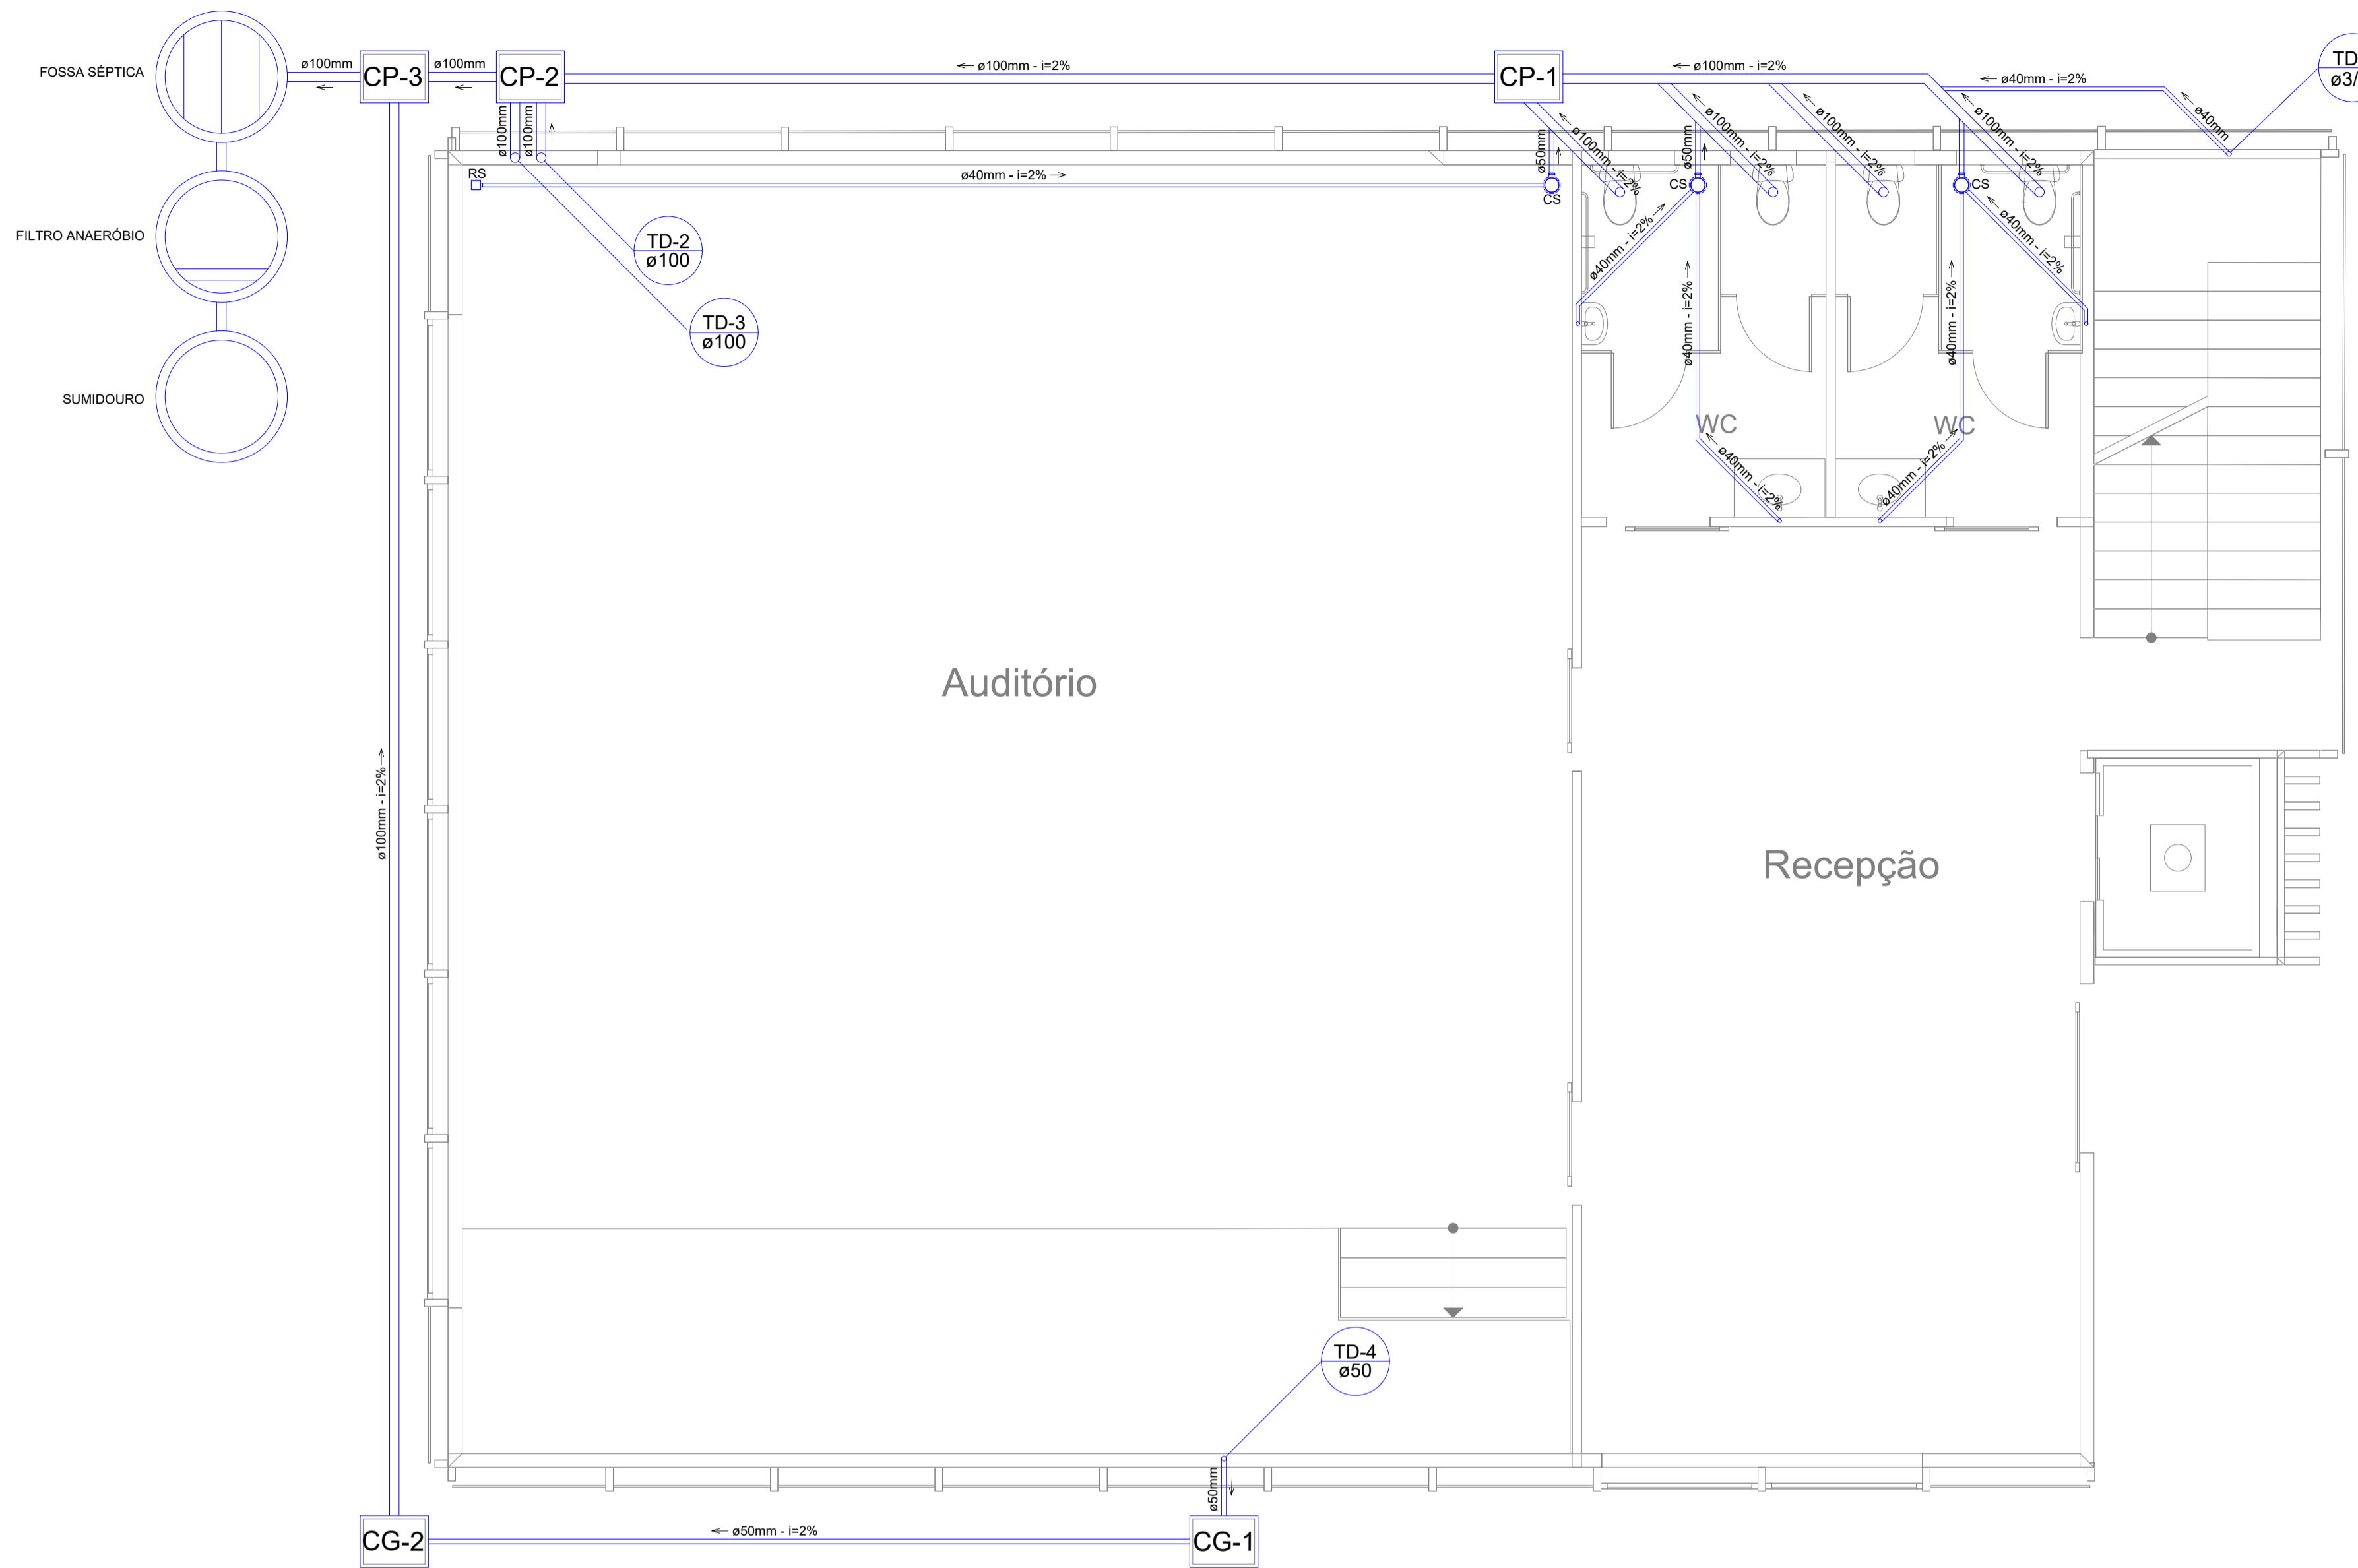 FOSSA SÉPTICA
ø100mm
CP-3
ø100mm
CP-2
ø100mm - i=2%
CP-1
ø100mm - i=2%
ø40mm - i=2%
TD
ø3/
ø40mm
ø100mm
ø100mm
ø50mm
ø100mm - i=2%
ø50mm
ø100mm - i=2%
ø100mm - i=2%
ø100mm - i=2%
RS
ø40mm - i=2%
CS
CS
CS
FILTRO ANAERÓBIO
TD-2
ø100
ø40mm - i=2%
ø40mm - i=2%
TD-3
ø100
ø40mm - i=2%
ø40mm - i=2%
SUMIDOURO
WC
WC
ø40mm - i=2%
ø40mm - i=2%
Auditório
ø100mm - i=2%
Recepção
TD-4
ø50
ø50mm
CG-2
ø50mm - i=2%
CG-1